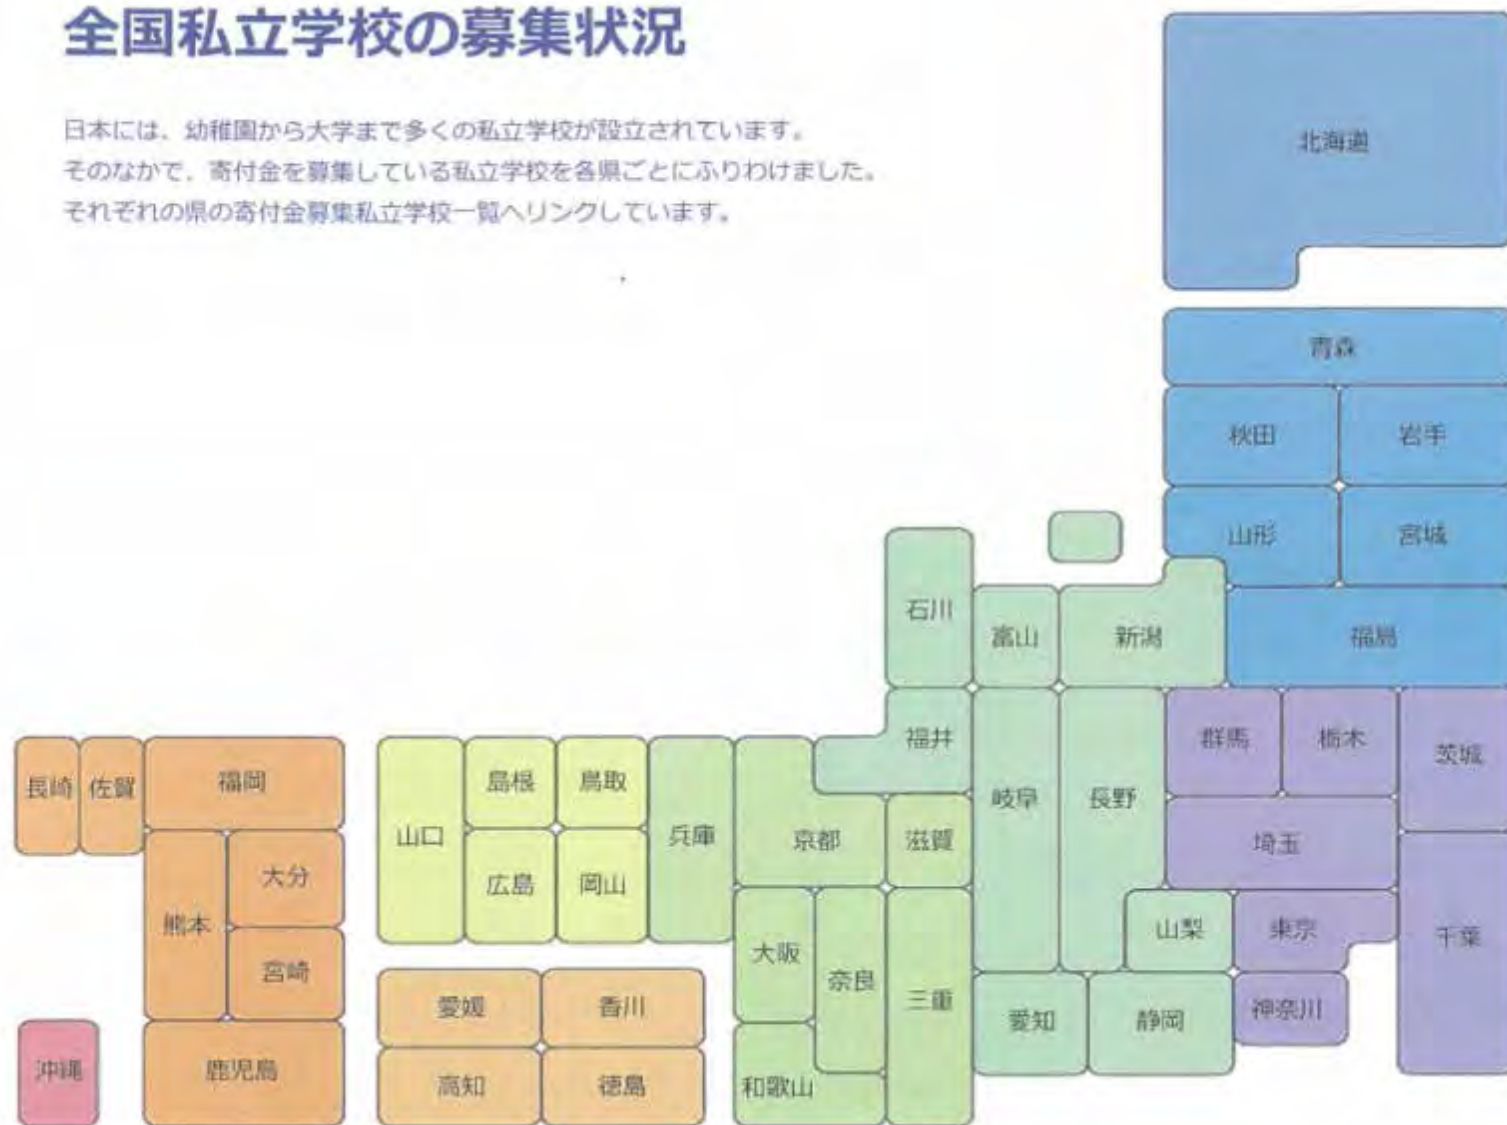 全国私立学校の募集状況
日本には、幼稚園から大学まで多くの私立学校が設立されています。
そのなかで、寄付金を募集している私立学校を各県ごとにふりわけました。
それぞれの県の寄付金募集私立学校一覧へリンクしています。
北海道
青森
秋田
岩手
山形
宮城
石川
富山
新潟
福島
福井
群馬
栃木
茨城
長崎
佐賀
福岡
山口
島根
鳥取
兵庫
京都
滋賀
岐阜
長野
埼玉
熊本
大分
広島
岡山
大阪
奈良
三重
山梨
東京
千葉
宮崎
愛媛
香川
愛知
静岡
神奈川
沖縄
鹿児島
高知
徳島
和歌山